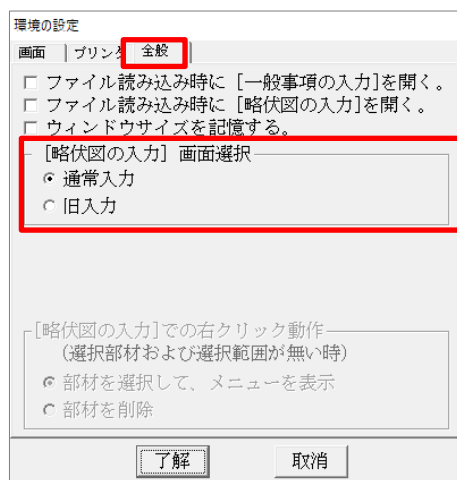 環境の設定
画面 プリンタ 全般
ファイル読み込み時に [一般事項の入力]を開く。
ファイル読み込み時に [略伏図の入力]を開く。
ウィンドウサイズを記憶する。
[略伏図の入力] 画面選択
通常入力
旧入力
[略伏図の入力]での右クリック動作
(選択部材および選択範囲が無い時)
部材を選択して、メニューを表示
部材を削除
了解 取消